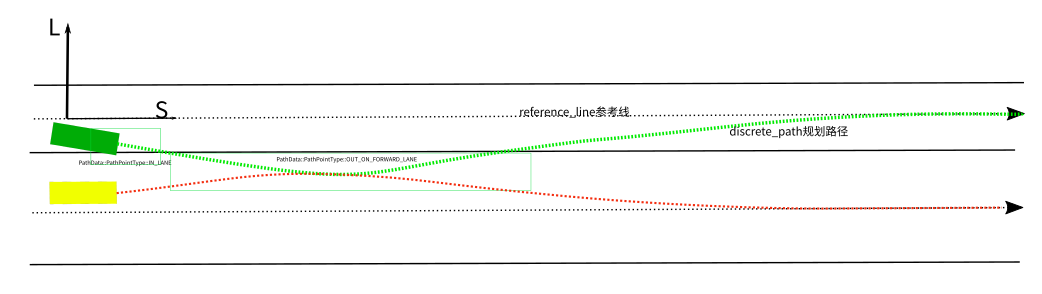 L
S
reference_line参考线
discrete_path规划路径
PathData::PathPointType::OUT_ON_FORWARD_LANE
PathData::PathPointType::IN_LANE